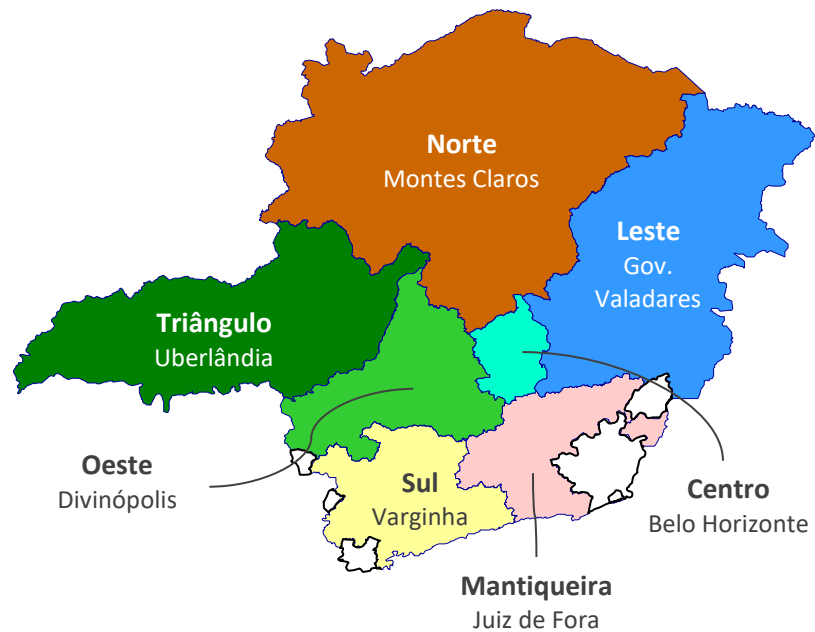 Norte
Montes Claros
Leste
Gov.
Valadares
Triângulo
Uberlândia
Oeste
Divinópolis
Sul
Varginha
Centro
Belo Horizonte
Mantiqueira
Juiz de Fora